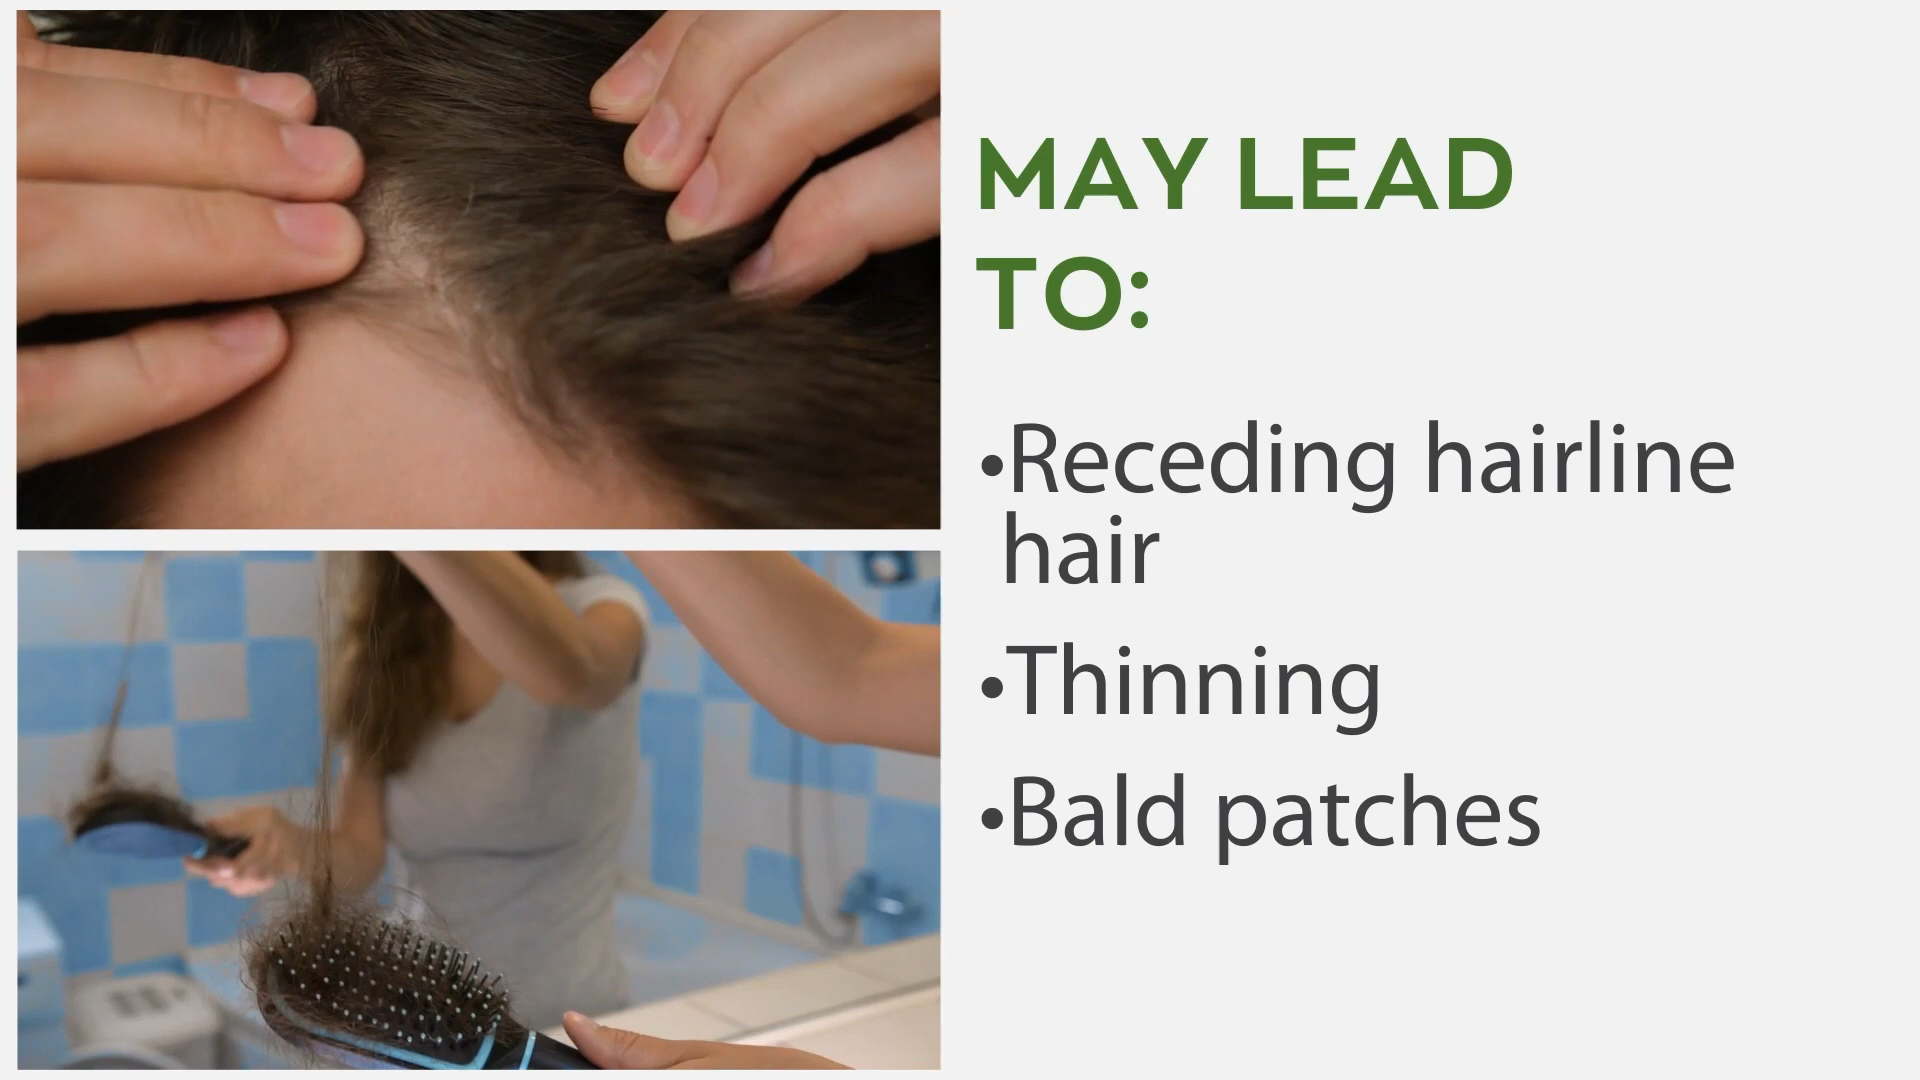 MAY LEAD
TO:
•Receding hairline
hair
•Thinning
•Bald patches